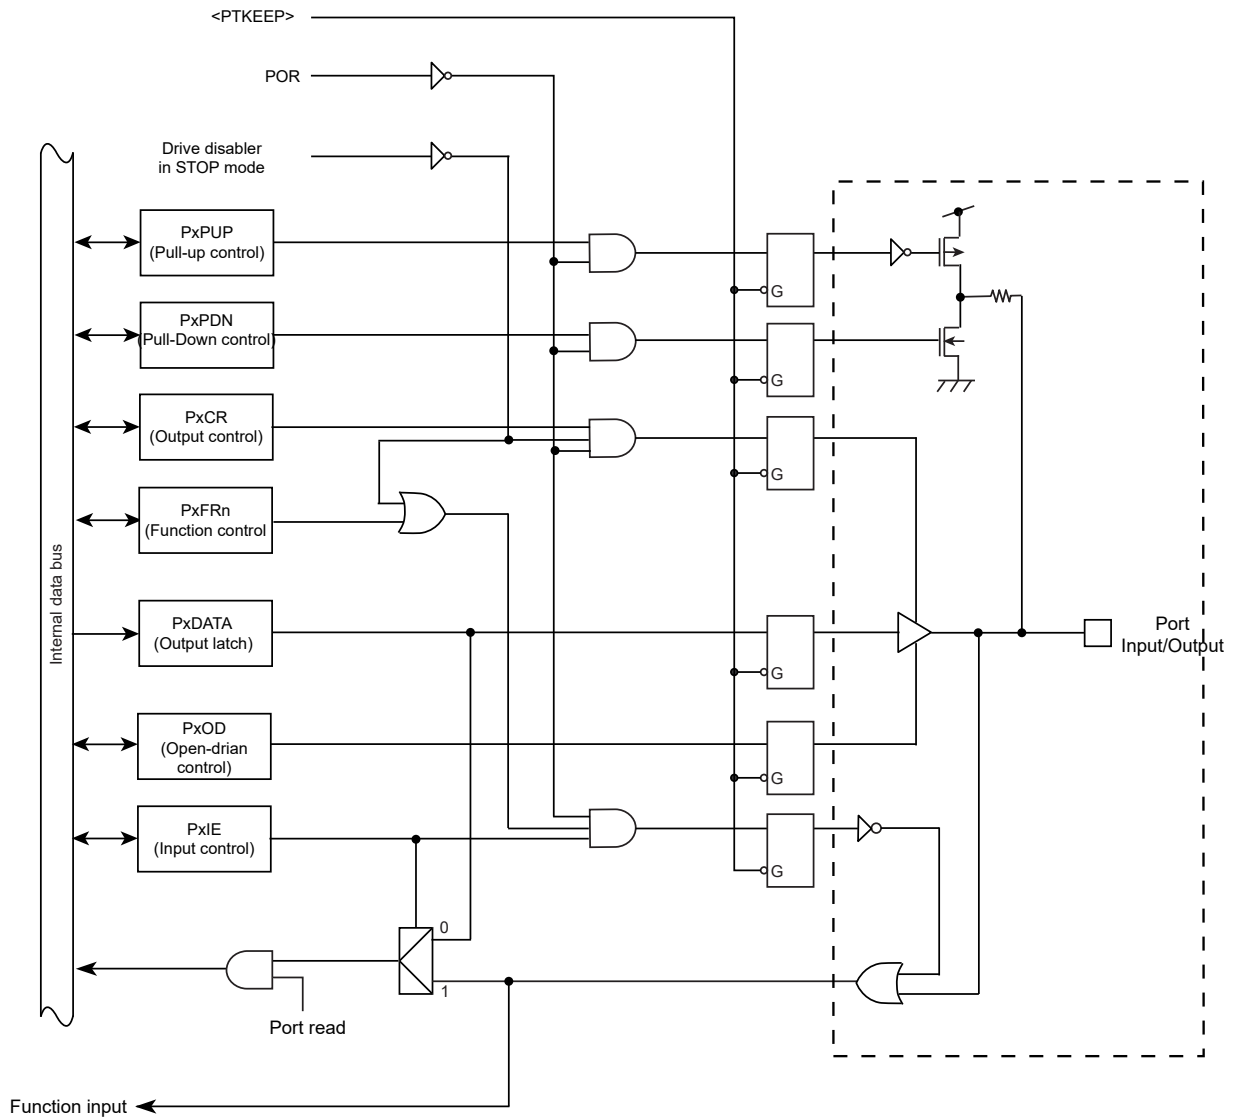 <PTKEEP>
POR
Drive disabler
in STOP mode
PxPUP
(Pull-up control)
G
PxPDN
(Pull-Down control)
G
PxCR
(Output control)
G
PxFRn
(Function control
Internal data bus
PxDATA
(Output latch)
G
Port
Input/Output
PxOD
(Open-drian
control)
G
PxIE
(Input control)
G
0
1
Port read
Function input